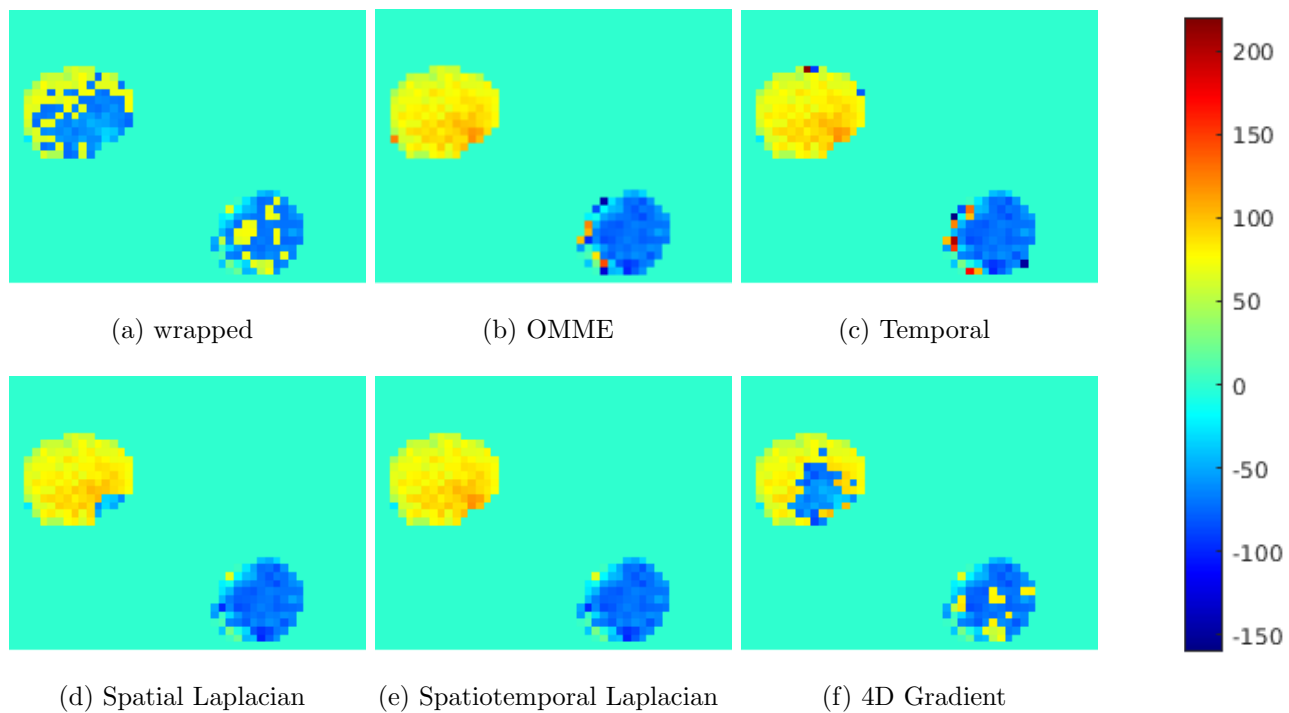 (a) wrapped
(b) OMME
(c) Temporal
200
150
100
50
0
-50
-100
-150
(d) Spatial Laplacian
(e) Spatiotemporal Laplacian
(f) 4D Gradient